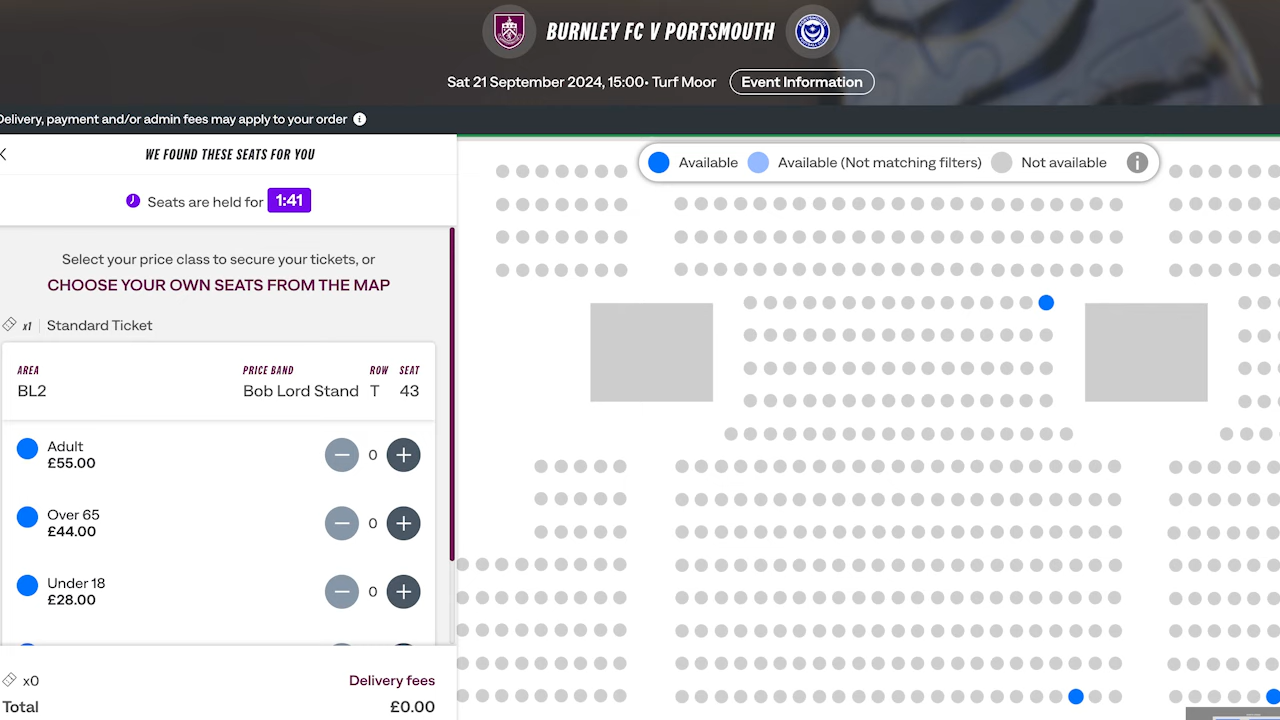 BURNLEY FC V PORTSMOUTH
Sat 21 September 2024, 15:00• Turf Moor
Event Information
Delivery, payment and/or admin fees may apply to your order
WE FOUND THESE SEATS FOR YOU
Seats are held for 1:41
Select your price class to secure your tickets, or
CHOOSE YOUR OWN SEATS FROM THE MAP
x1 Standard Ticket
AREA PRICE BAND ROW SEAT
BL2 Bob Lord Stand T 43
Adult
£55.00
− 0 +
Over 65
£44.00
− 0 +
Under 18
£28.00
− 0 +
x0 Delivery fees
Total £0.00
Available Available (Not matching filters) Not available